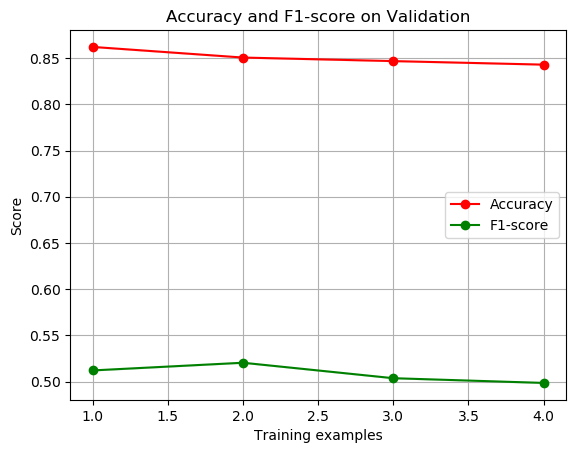 Accuracy and F1-score on Validation
0.85
0.80
0.75
0.70
0.65
0.60
0.55
0.50
Score
Accuracy
F1-score
1.0 1.5 2.0 2.5 3.0 3.5 4.0
Training examples